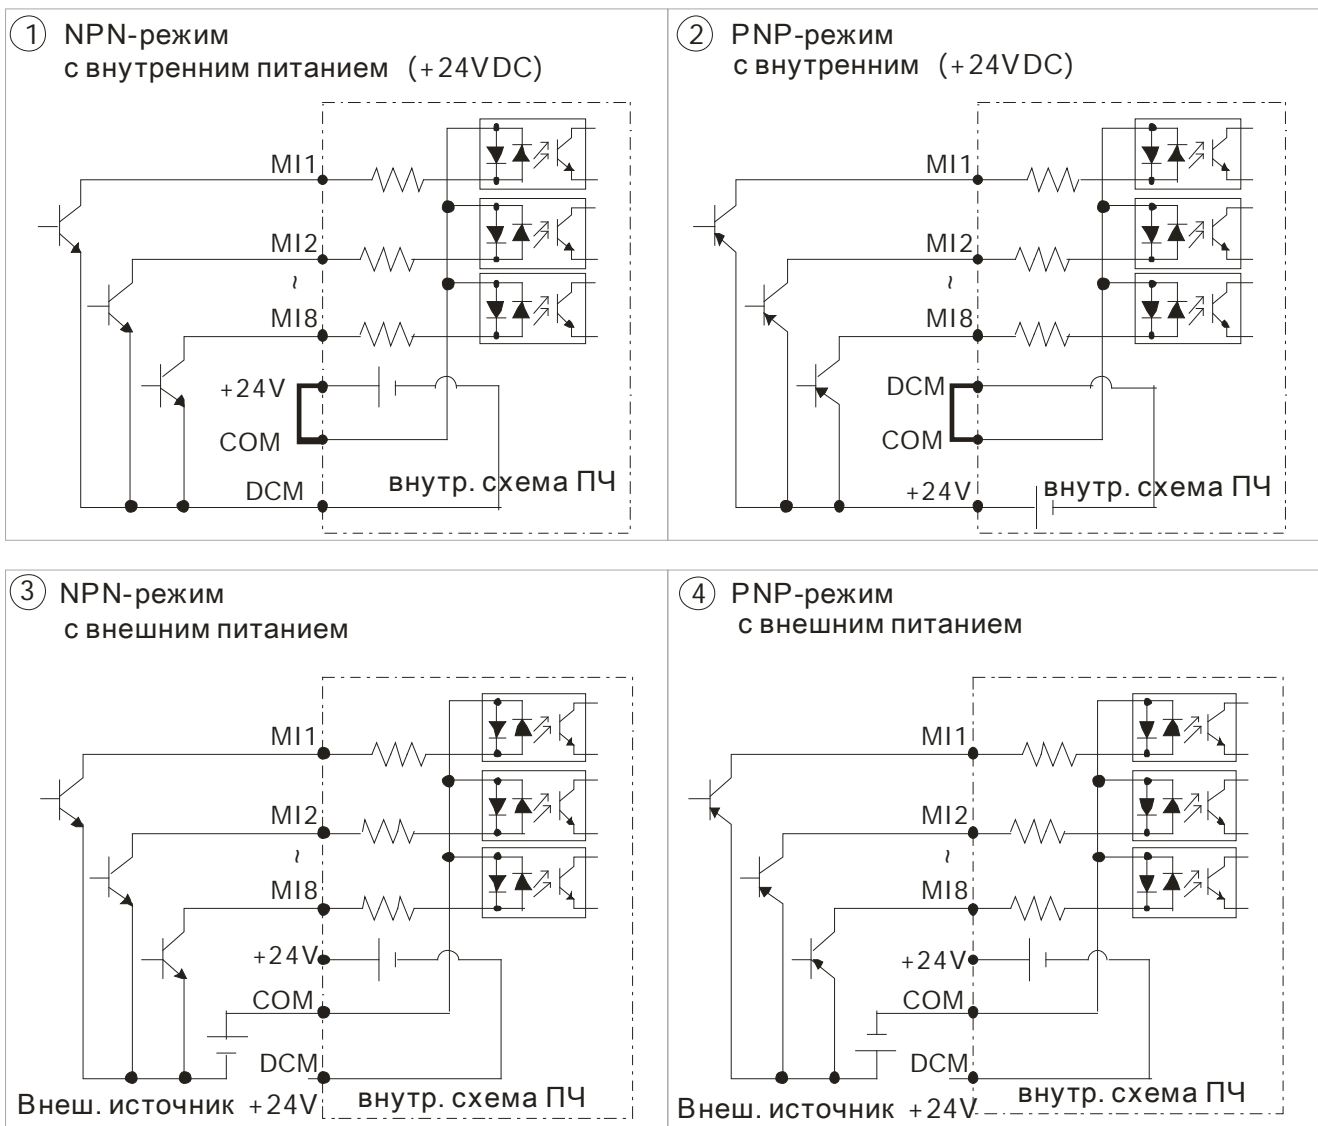 1 NPN-режим
с внутренним питанием (+24VDC)
MI1
MI2
~
MI8
+24V
COM
DCM
внутр. схема ПЧ
2 PNP-режим
с внутренним (+24VDC)
MI1
MI2
~
MI8
DCM
COM
+24V
внутр. схема ПЧ
3 NPN-режим
с внешним питанием
MI1
MI2
~
MI8
+24V
COM
DCM
внутр. схема ПЧ
Внеш. источник +24V
4 PNP-режим
с внешним питанием
MI1
MI2
~
MI8
+24V
COM
DCM
внутр. схема ПЧ
Внеш. источник +24V